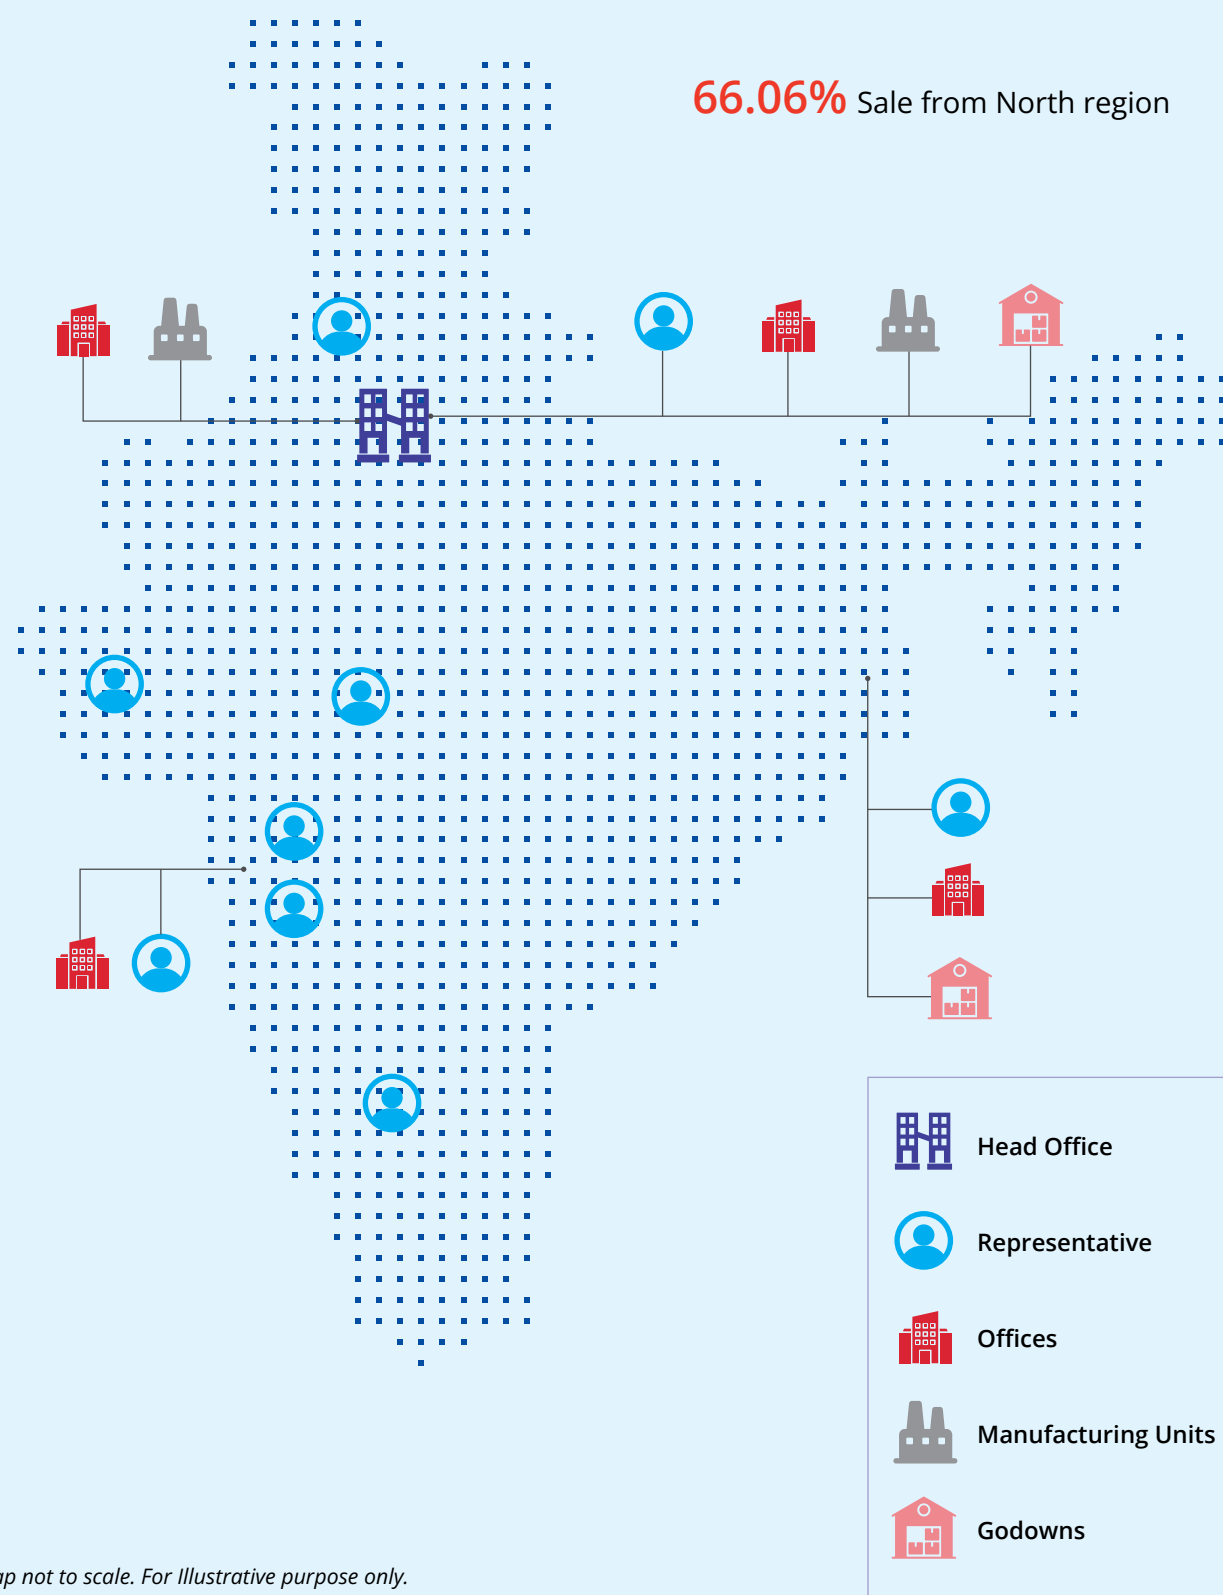 66.06% Sale from North region
Head Office
Representative
Offices
Manufacturing Units
Godowns
not to scale. For Illustrative purpose only.